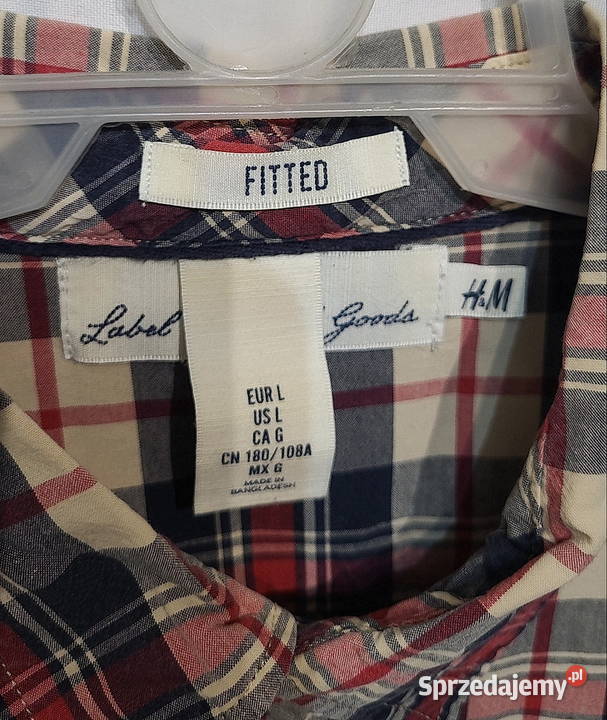 FITTED
Label Goods
H&M
EUR L
US L
CA G
CN 180/108A
MX G
MADE IN
BANGLADESH
Sprzedajemy.pl